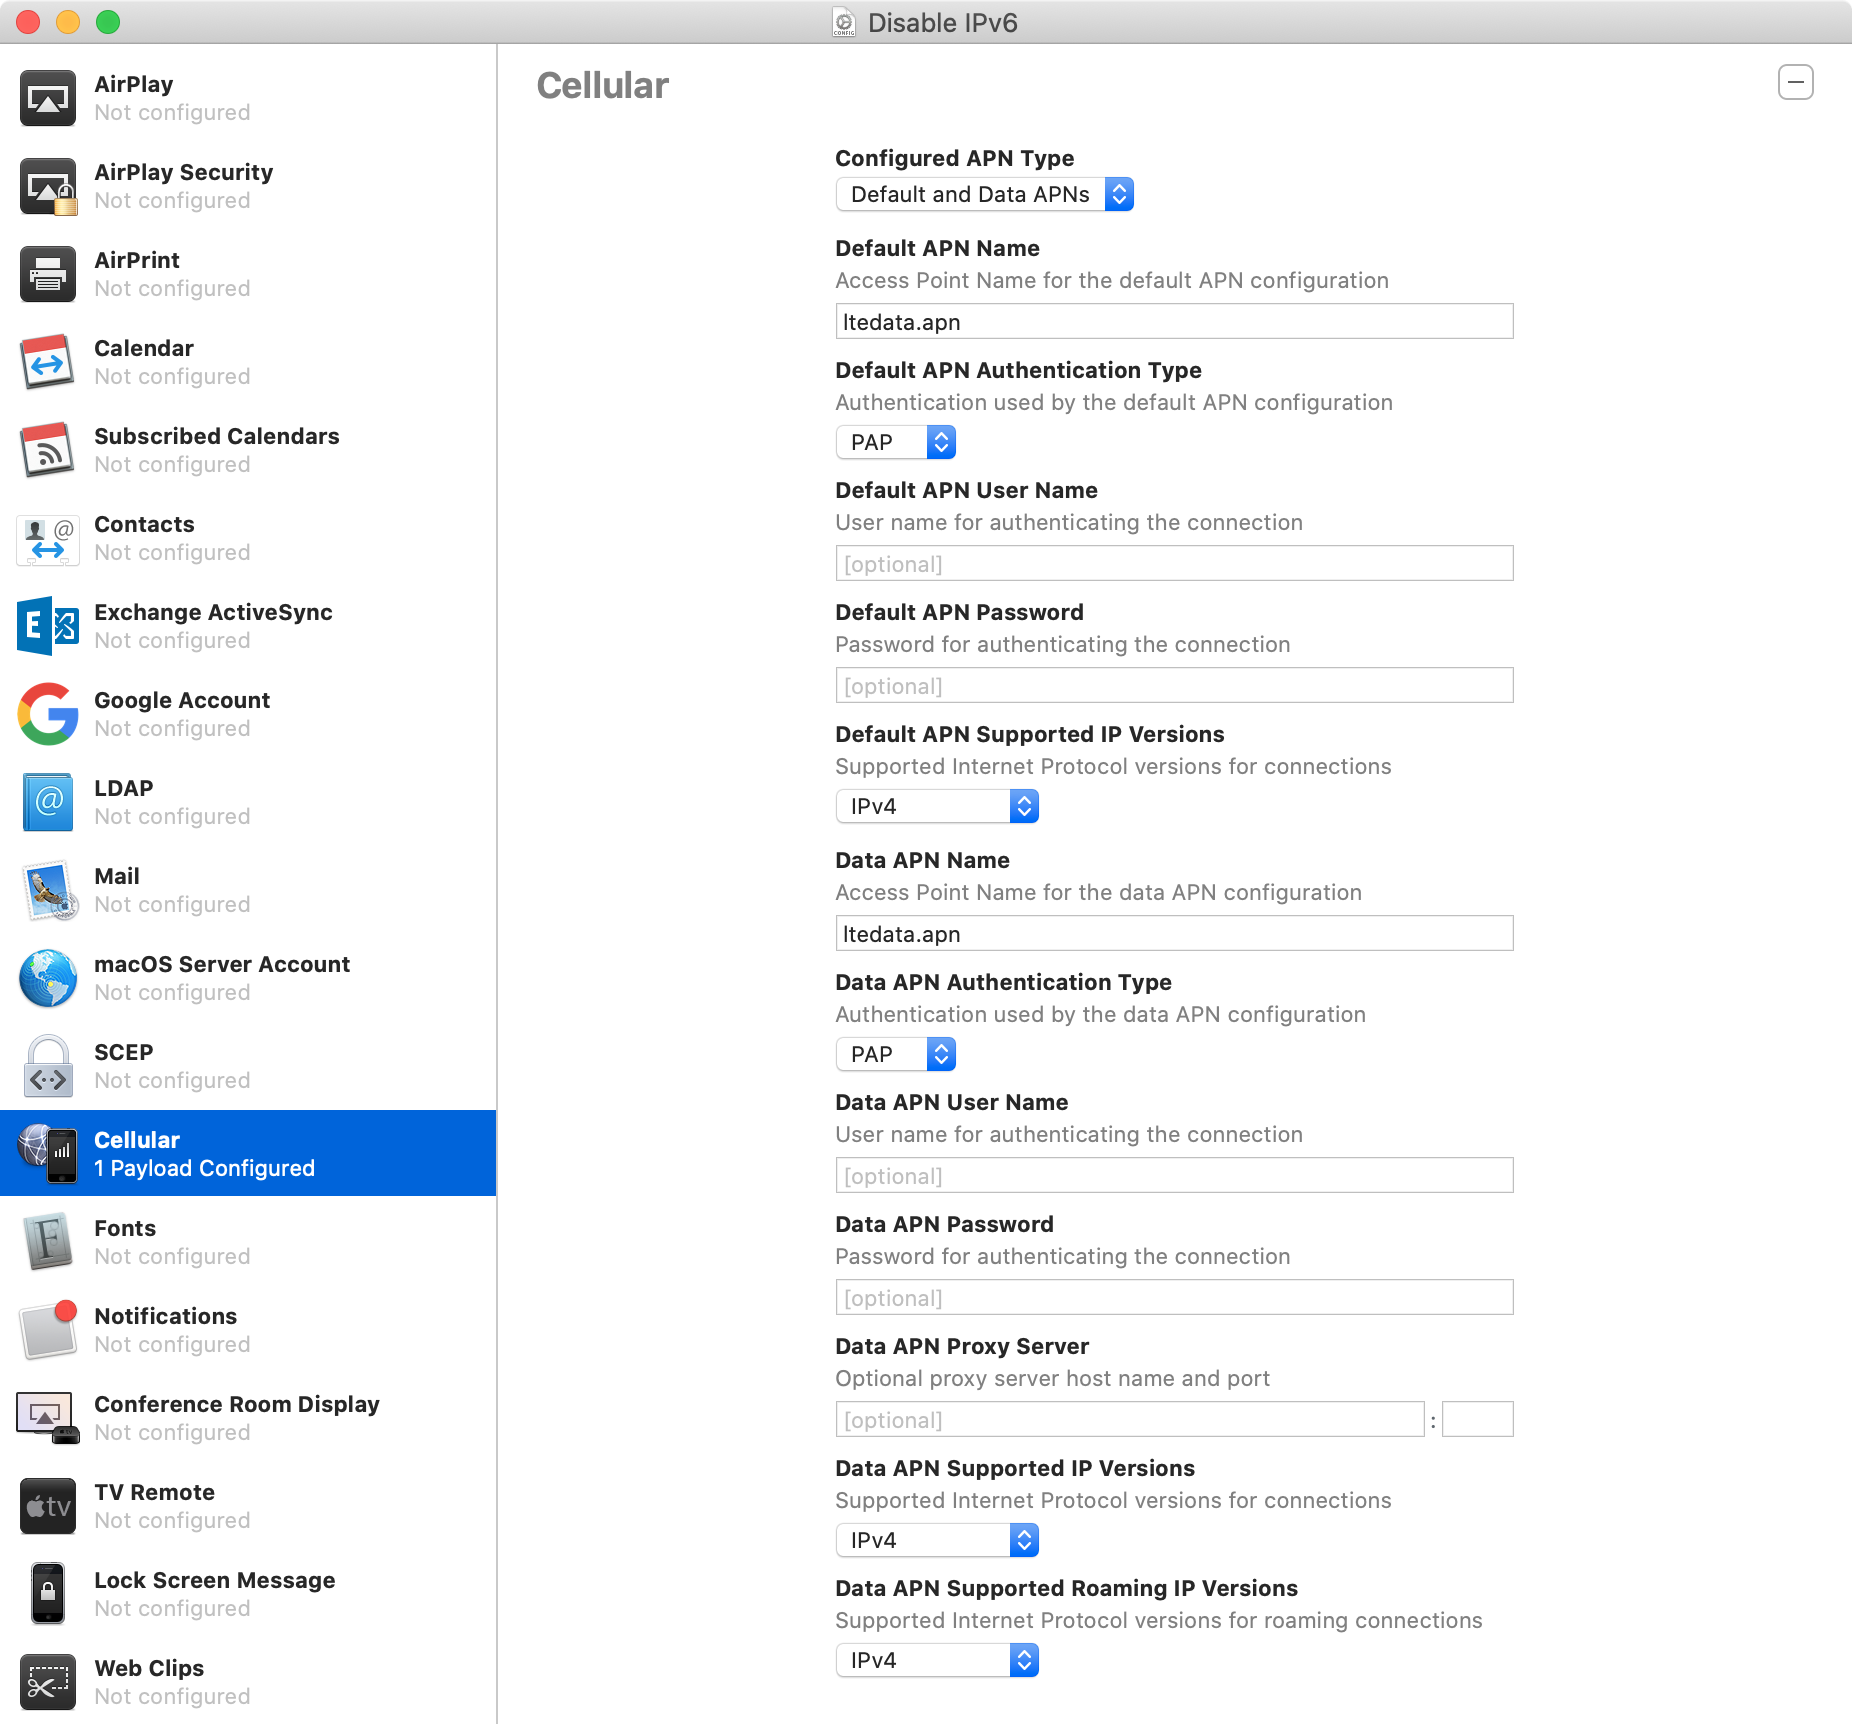 Disable IPv6
AirPlay
Not configured
AirPlay Security
Not configured
AirPrint
Not configured
Calendar
Not configured
Subscribed Calendars
Not configured
Contacts
Not configured
Exchange ActiveSync
Not configured
Google Account
Not configured
LDAP
Not configured
Mail
Not configured
macOS Server Account
Not configured
SCEP
Not configured
Cellular
1 Payload Configured
Fonts
Not configured
Notifications
Not configured
Conference Room Display
Not configured
TV Remote
Not configured
Lock Screen Message
Not configured
Web Clips
Not configured
Cellular
Configured APN Type
Default and Data APNs
Default APN Name
Access Point Name for the default APN configuration
ltedata.apn
Default APN Authentication Type
Authentication used by the default APN configuration
PAP
Default APN User Name
User name for authenticating the connection
[optional]
Default APN Password
Password for authenticating the connection
[optional]
Default APN Supported IP Versions
Supported Internet Protocol versions for connections
IPv4
Data APN Name
Access Point Name for the data APN configuration
ltedata.apn
Data APN Authentication Type
Authentication used by the data APN configuration
PAP
Data APN User Name
User name for authenticating the connection
[optional]
Data APN Password
Password for authenticating the connection
[optional]
Data APN Proxy Server
Optional proxy server host name and port
[optional] :
Data APN Supported IP Versions
Supported Internet Protocol versions for connections
IPv4
Data APN Supported Roaming IP Versions
Supported Internet Protocol versions for roaming connections
IPv4